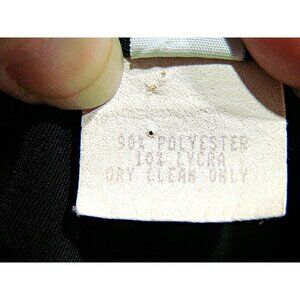 90% POLYESTER
10% LYCRA
DRY CLEAN ONLY